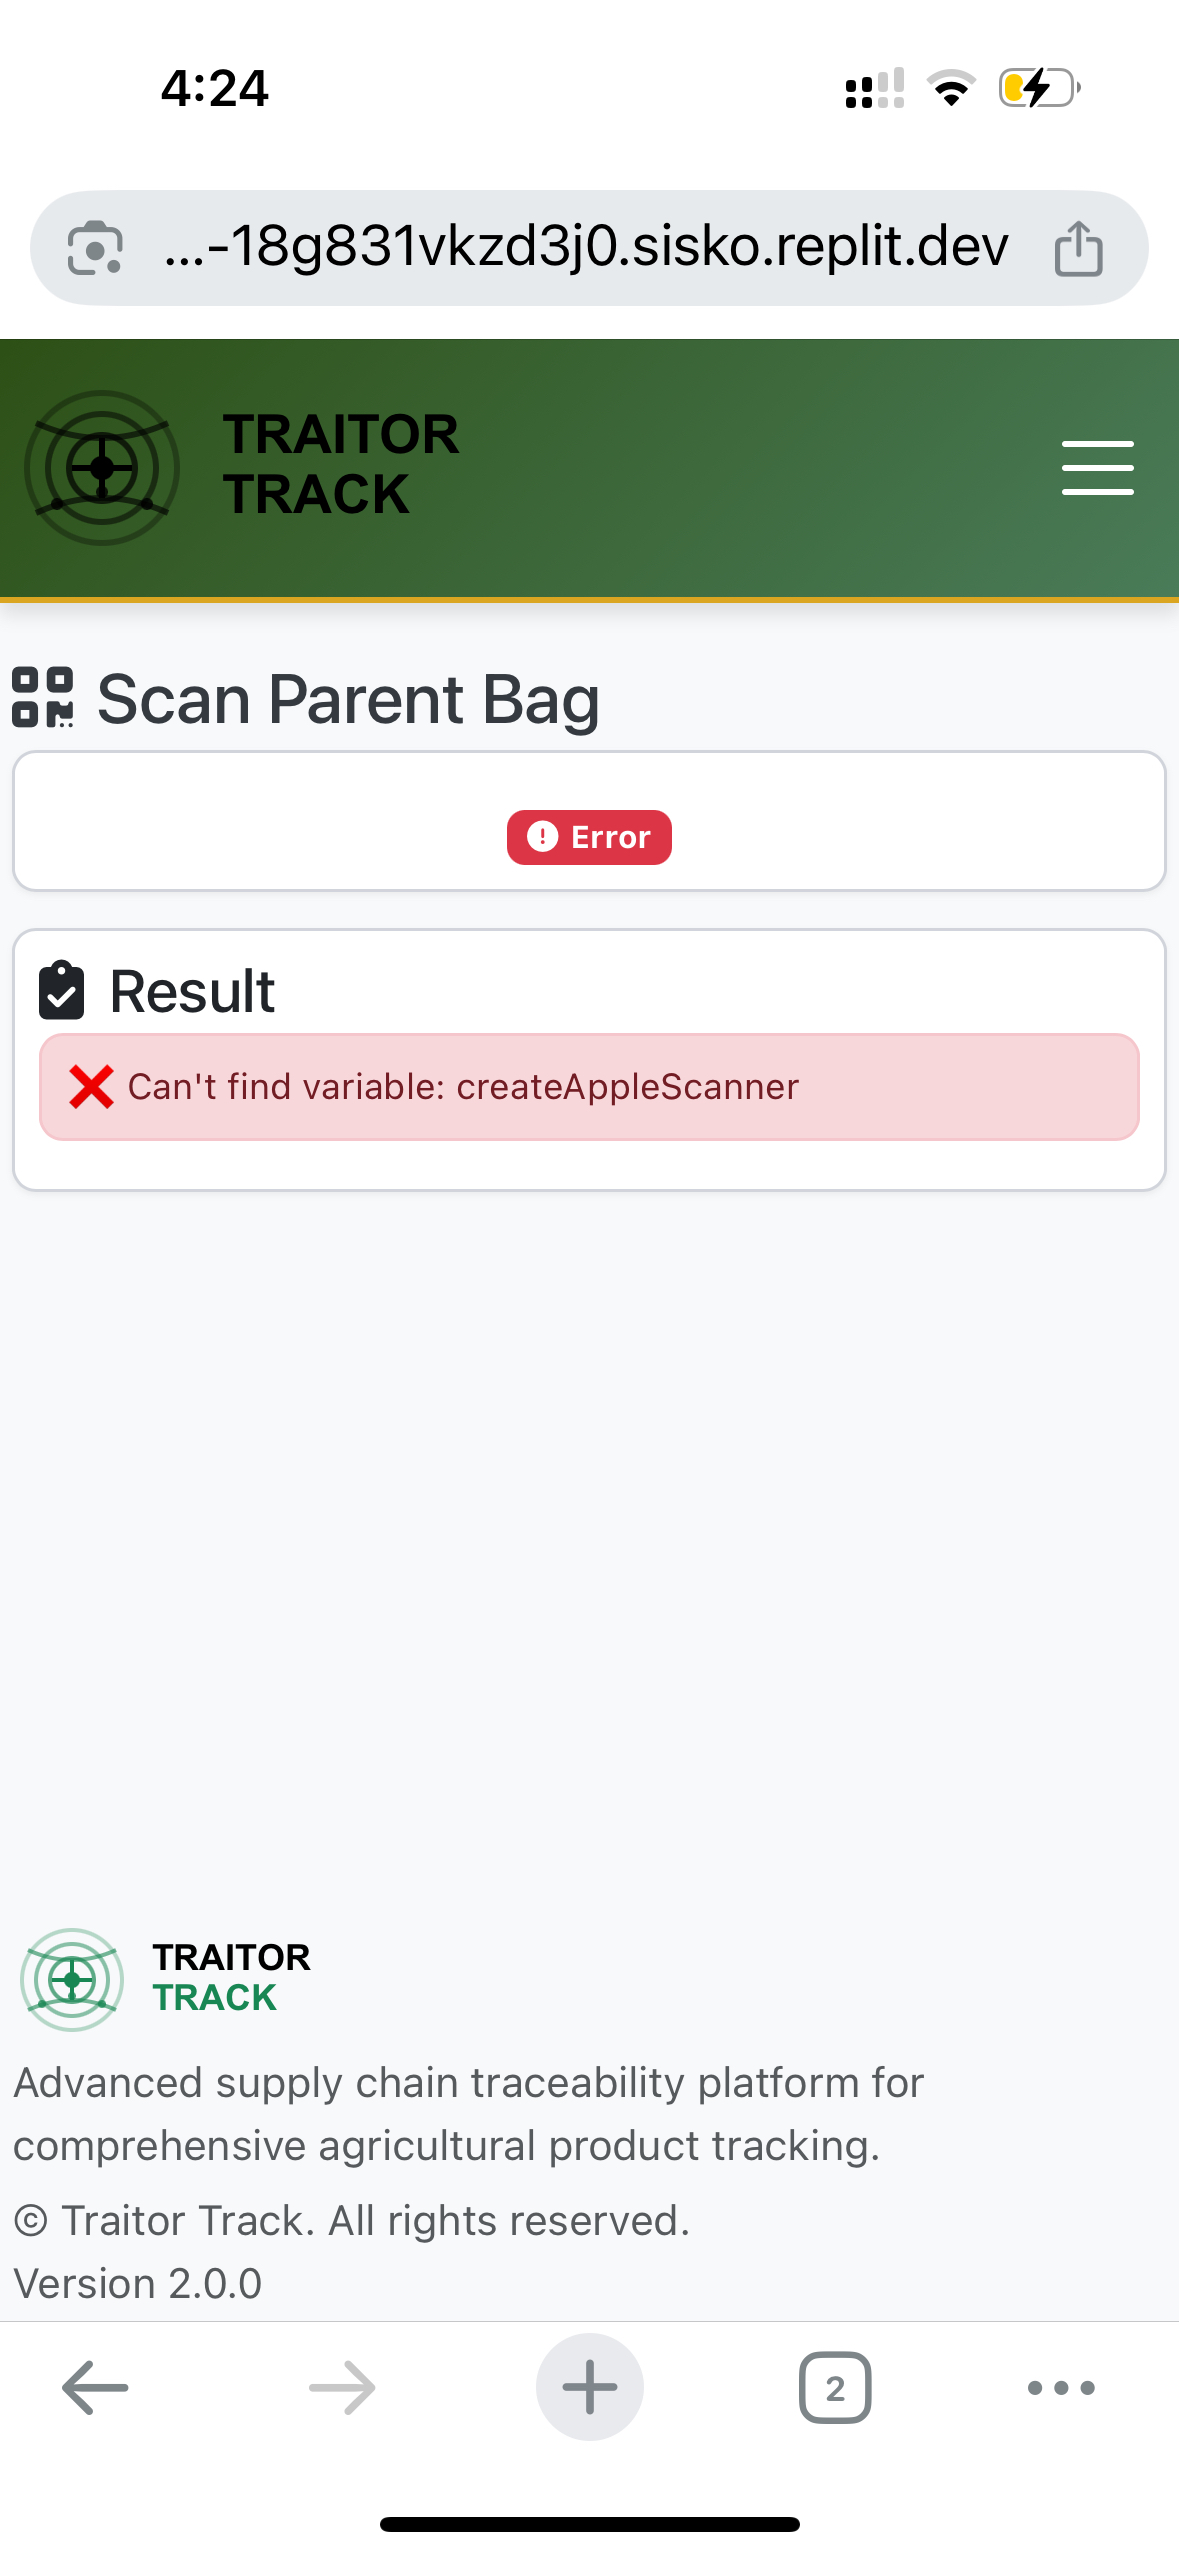 4:24
...-18g831vkzd3j0.sisko.replit.dev
TRAITOR
TRACK
Scan Parent Bag
Error
Result
Can't find variable: createAppleScanner
TRAITOR
TRACK
Advanced supply chain traceability platform for
comprehensive agricultural product tracking.
© Traitor Track. All rights reserved.
Version 2.0.0
2